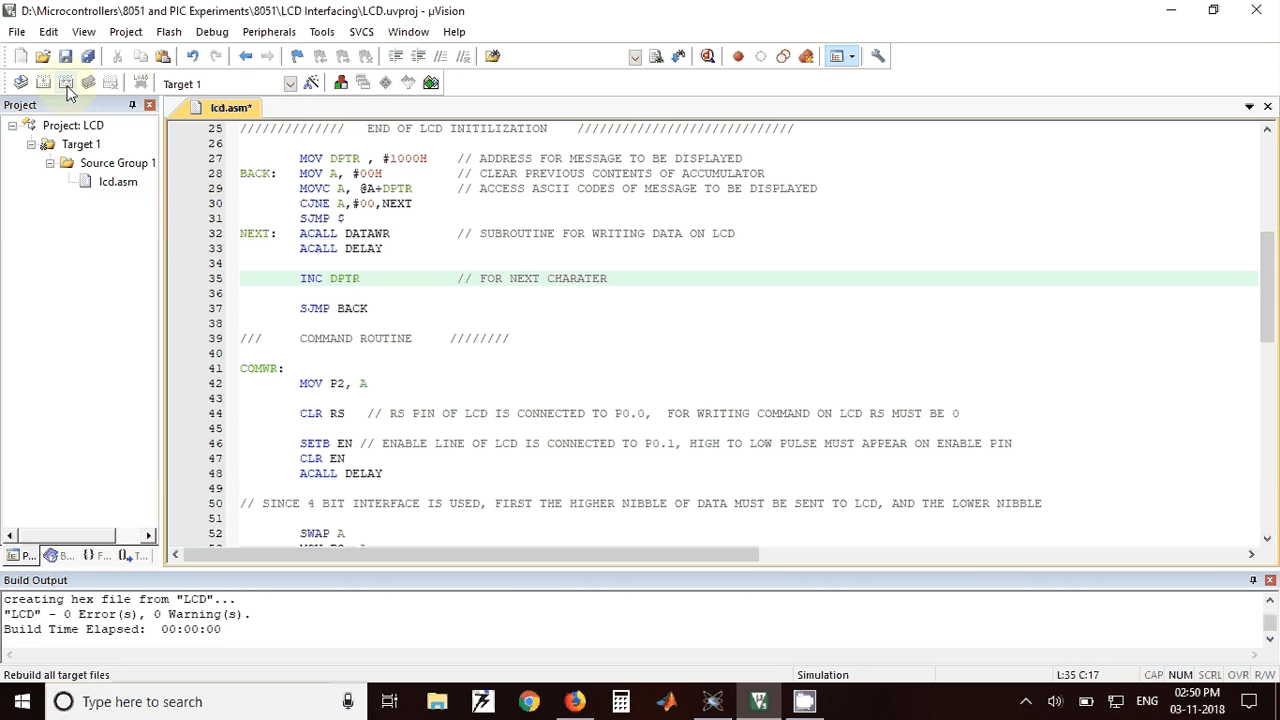 D:\Microcontrollers\8051 and PIC Experiments\8051\LCD Interfacing\LCD.uvproj - µVision
File Edit View Project Flash Debug Peripherals Tools SVCS Window Help
Target 1
Project
lcd.asm*
Project: LCD
Target 1
Source Group 1
lcd.asm
25 ////////////// END OF LCD INITILIZATION /////////////////////////////
26
27 MOV DPTR , #1000H // ADDRESS FOR MESSAGE TO BE DISPLAYED
28 BACK: MOV A, #00H // CLEAR PREVIOUS CONTENTS OF ACCUMULATOR
29 MOVC A, @A+DPTR // ACCESS ASCII CODES OF MESSAGE TO BE DISPLAYED
30 CJNE A,#00,NEXT
31 SJMP $
32 NEXT: ACALL DATAWR // SUBROUTINE FOR WRITING DATA ON LCD
33 ACALL DELAY
34
35 INC DPTR // FOR NEXT CHARATER
36
37 SJMP BACK
38
39 /// COMMAND ROUTINE ////////
40
41 COMWR:
42 MOV P2, A
43
44 CLR RS // RS PIN OF LCD IS CONNECTED TO P0.0, FOR WRITING COMMAND ON LCD RS MUST BE 0
45
46 SETB EN // ENABLE LINE OF LCD IS CONNECTED TO P0.1, HIGH TO LOW PULSE MUST APPEAR ON ENABLE PIN
47 CLR EN
48 ACALL DELAY
49
50 // SINCE 4 BIT INTERFACE IS USED, FIRST THE HIGHER NIBBLE OF DATA MUST BE SENT TO LCD, AND THE LOWER NIBBLE
51
52 SWAP A
P... B... {} F... T...
Build Output
creating hex file from "LCD"...
"LCD" - 0 Error(s), 0 Warning(s).
Build Time Elapsed: 00:00:00
Rebuild all target files Simulation L:35 C:17 CAP NUM SCRL OVR R/W
Type here to search ENG 02:50 PM
03-11-2018